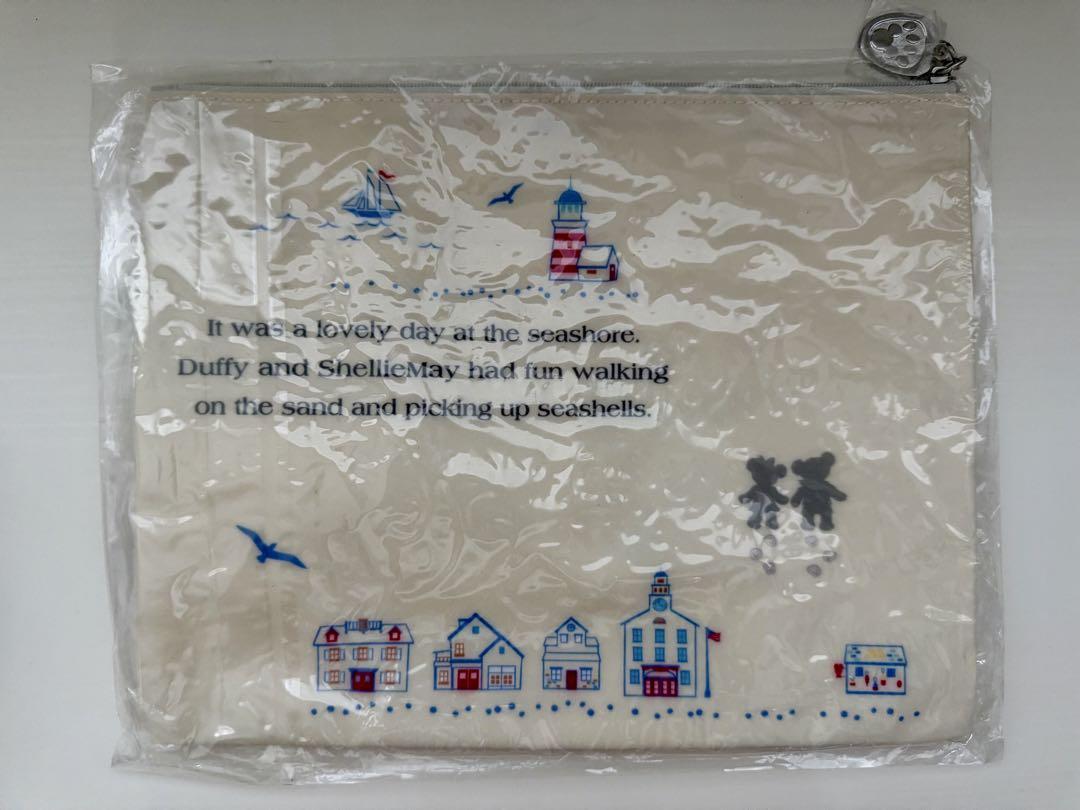 It was a lovely day at the seashore.
Duffy and ShellieMay had fun walking
on the sand and picking up seashells.